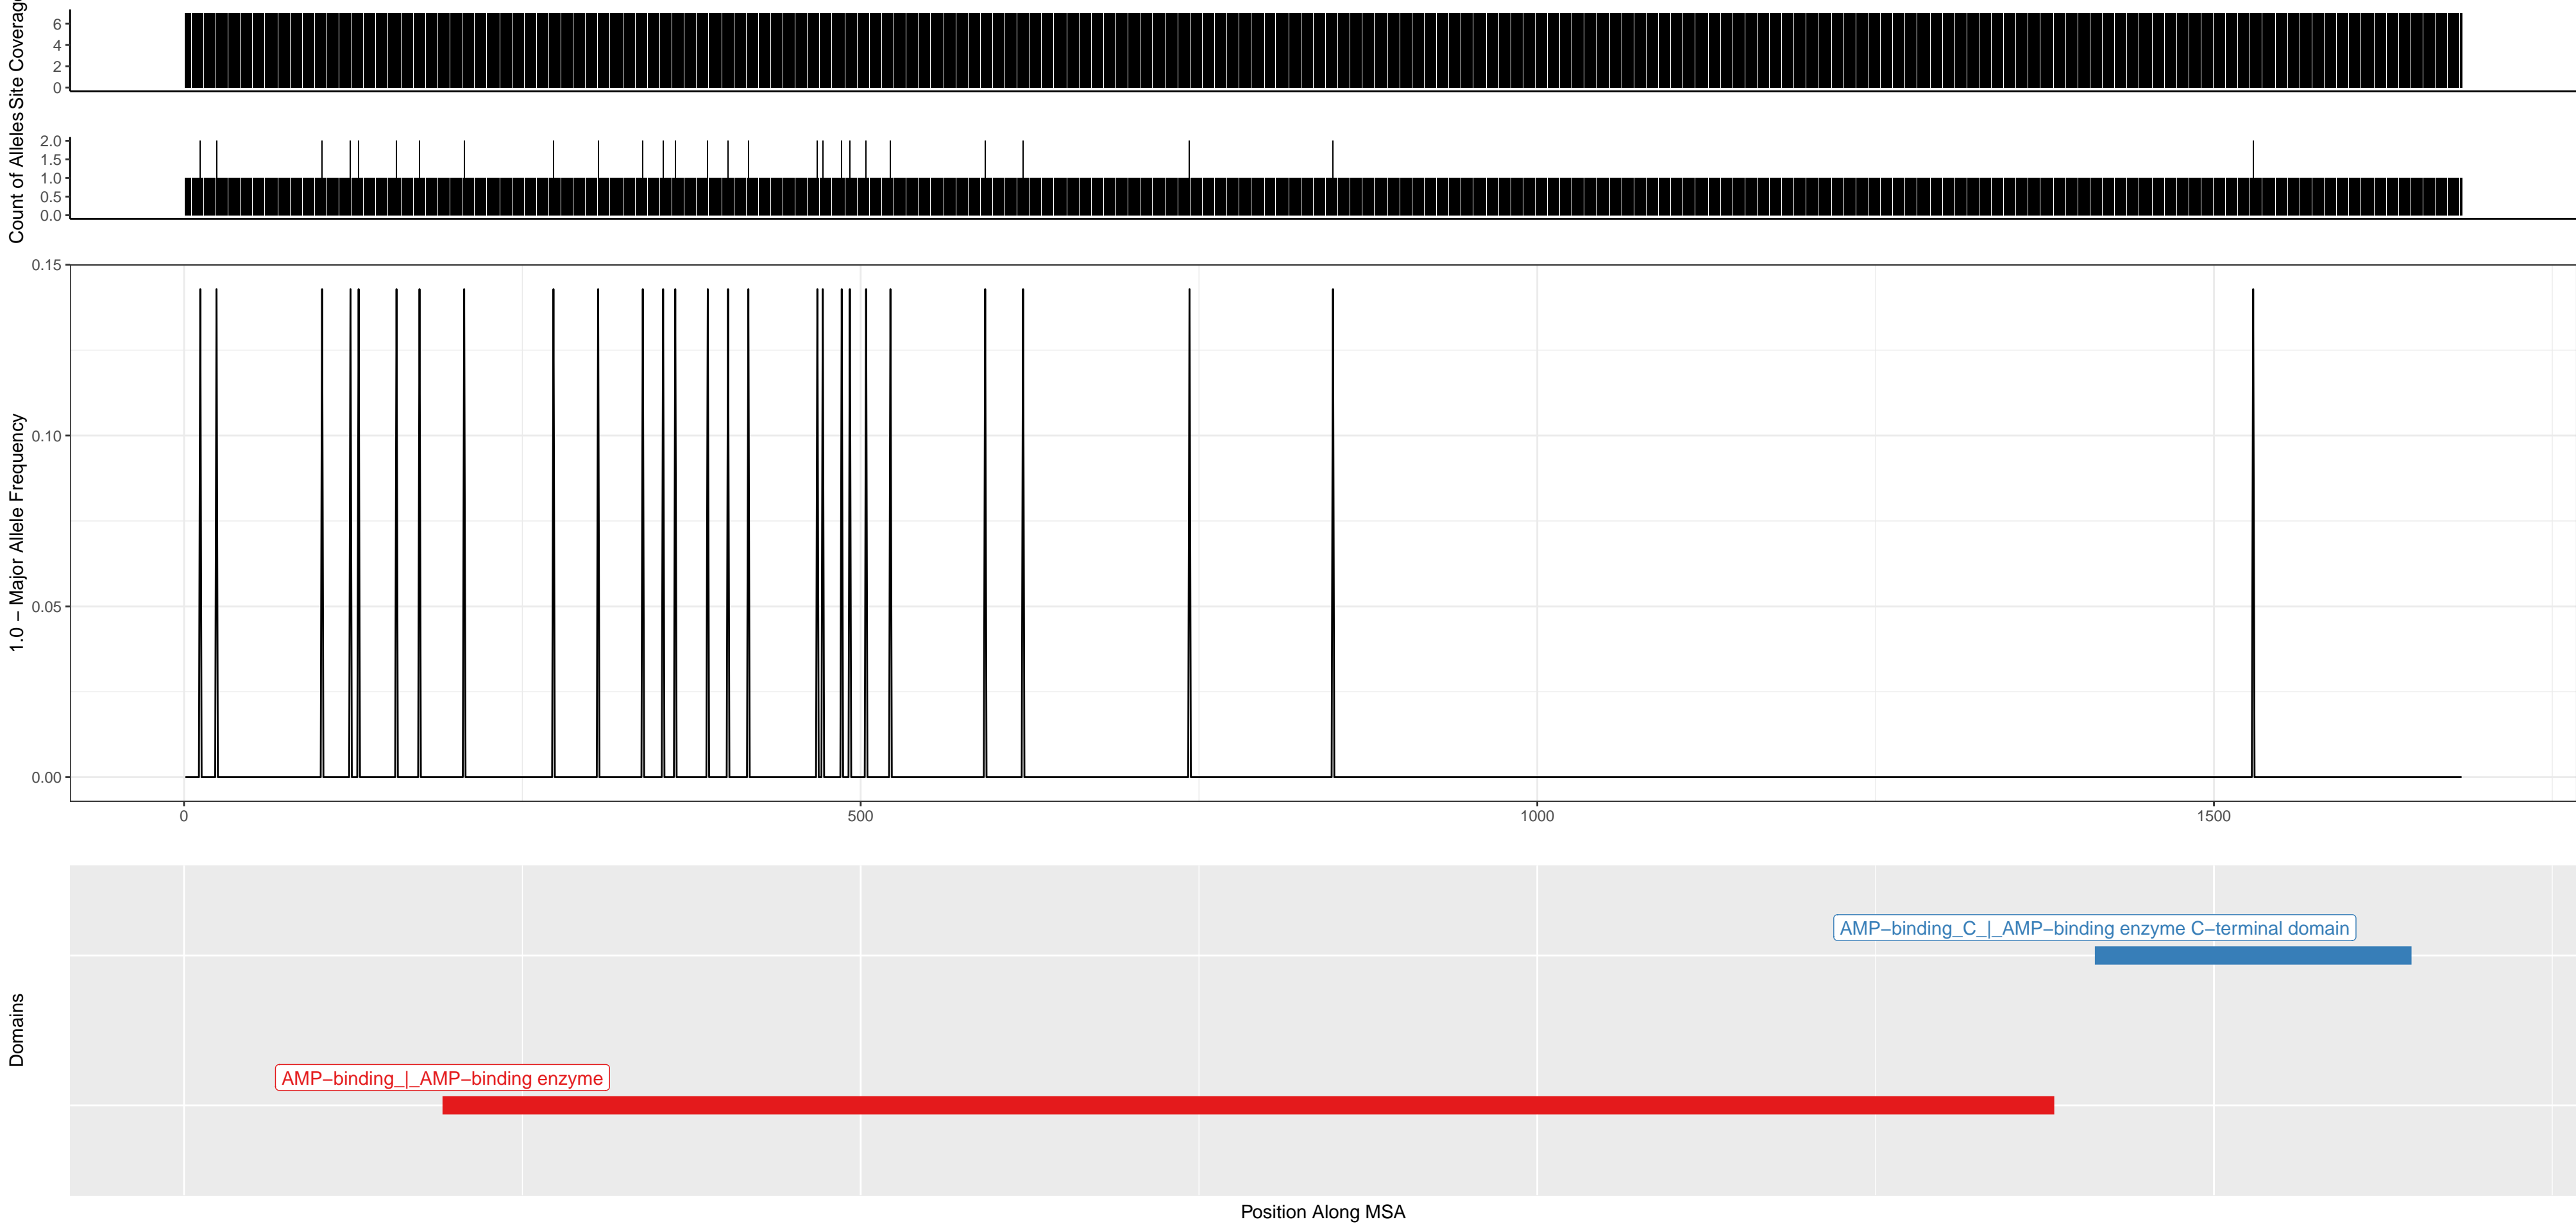 Site Coverage
6
4
2
0
Count of Alleles
2.0
1.5
1.0
0.5
0.0
1.0 − Major Allele Frequency
0.15
0.10
0.05
0.00
0
500
1000
1500
Domains
AMP−binding_C_|_AMP−binding enzyme C−terminal domain
AMP−binding_|_AMP−binding enzyme
Position Along MSA